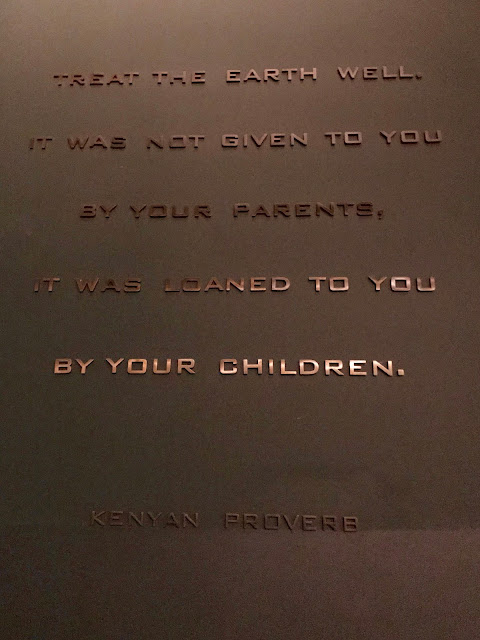 TREAT THE EARTH WELL.
IT WAS NOT GIVEN TO YOU
BY YOUR PARENTS,
IT WAS LOANED TO YOU
BY YOUR CHILDREN.
KENYAN PROVERB